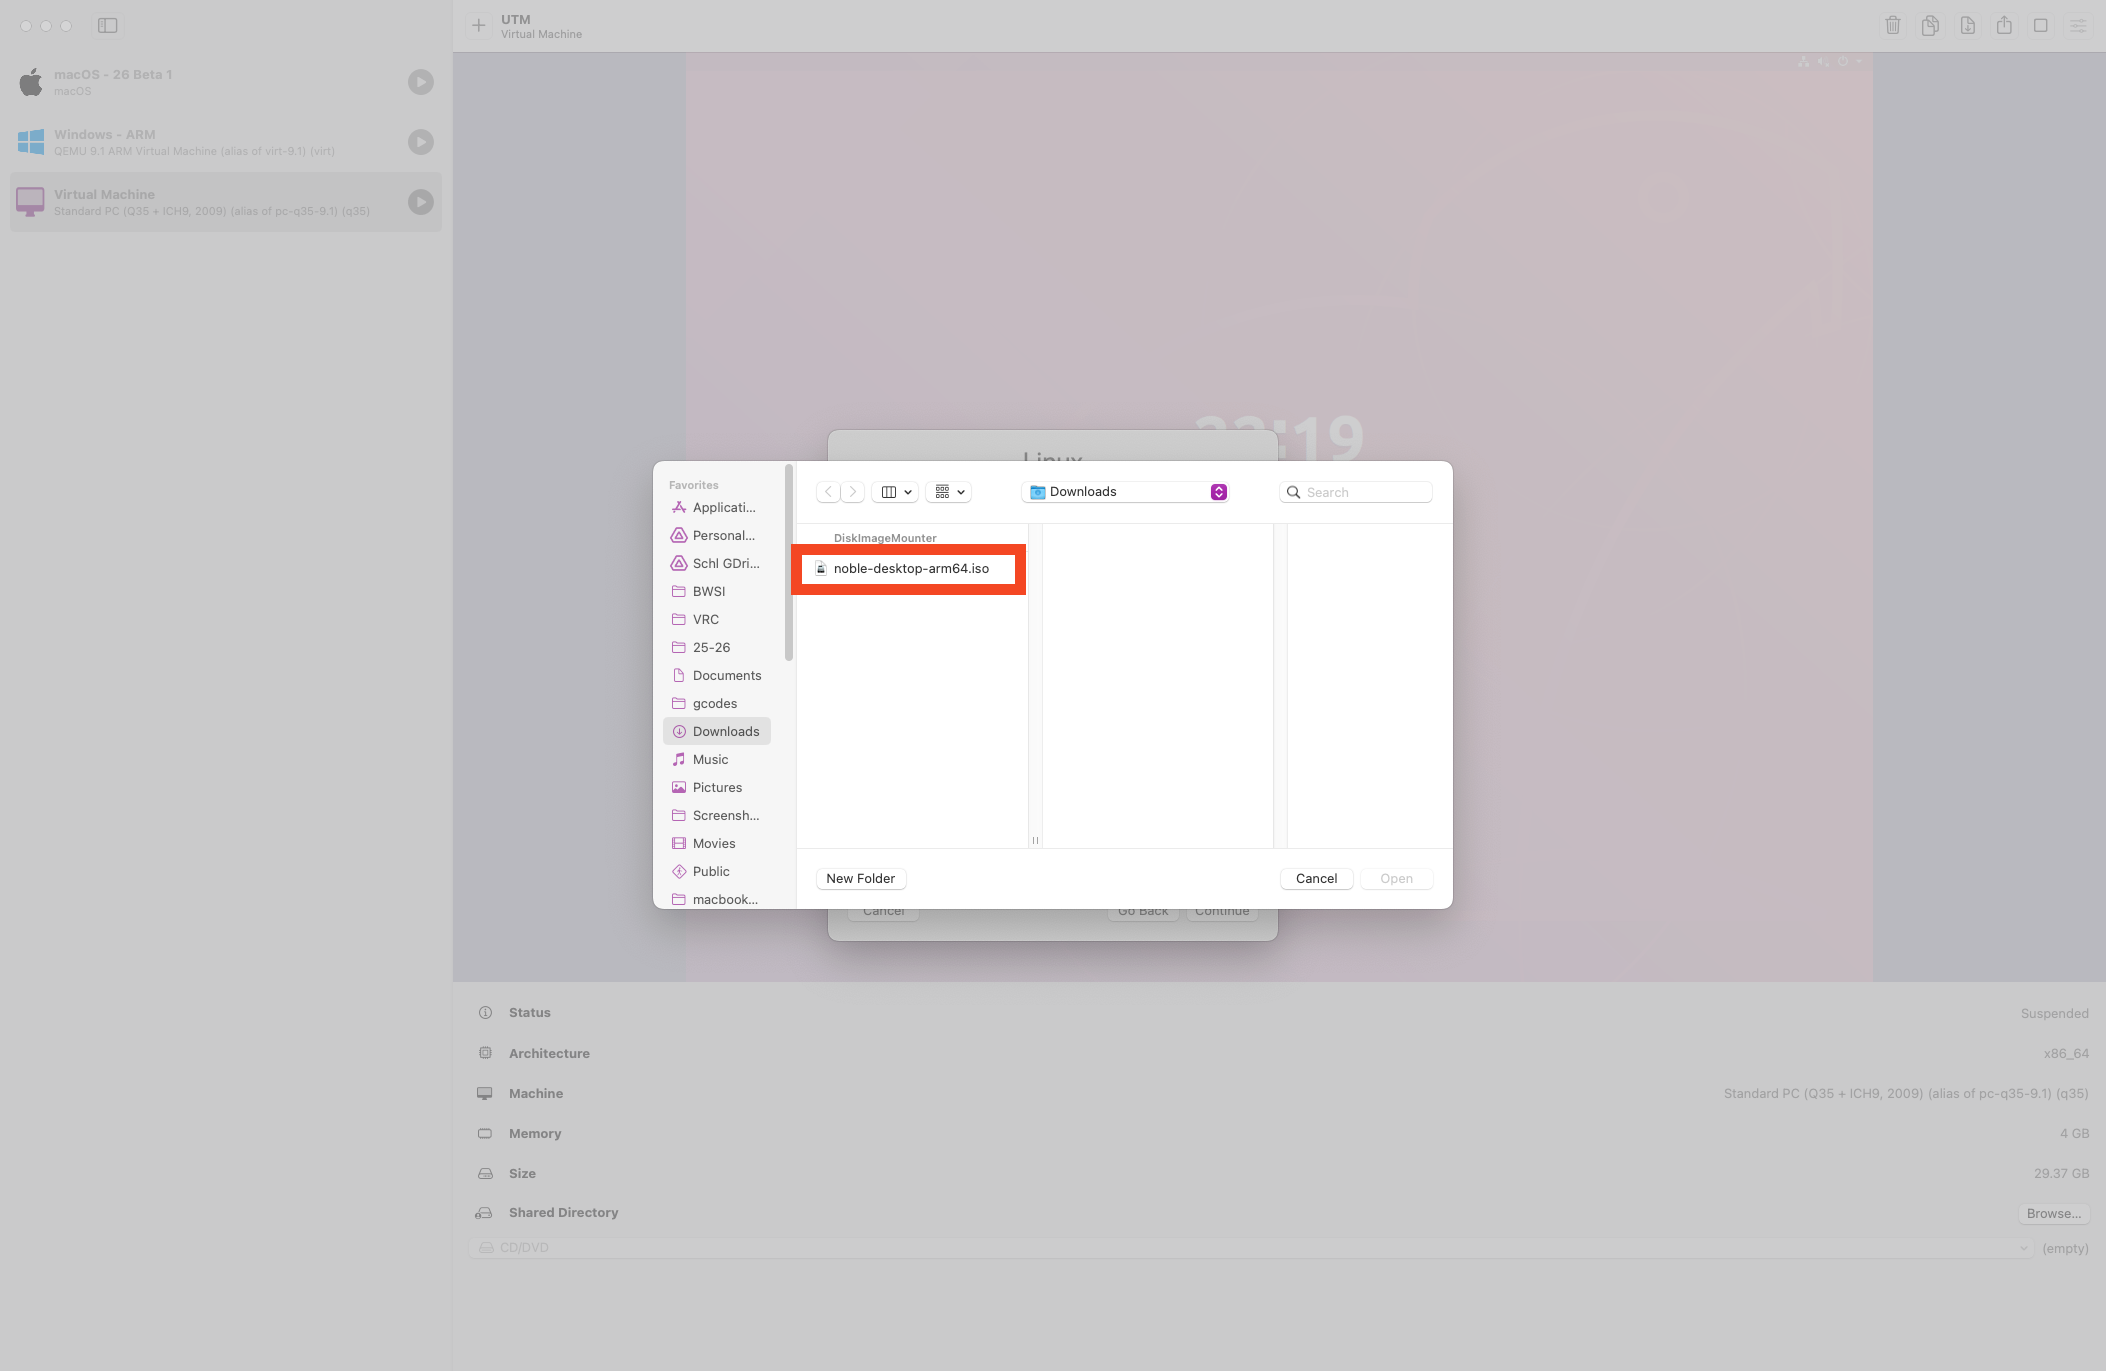 UTM
Virtual Machine
macOS - 26 Beta 1
macOS
Windows - ARM
QEMU 9.1 ARM Virtual Machine (alias of virt-9.1) (virt)
Virtual Machine
Standard PC (Q35 + ICH9, 2009) (alias of pc-q35-9.1) (q35)
Linux
Favorites
Applicati...
Personal...
Schl GDri...
BWSI
VRC
25-26
Documents
gcodes
Downloads
Music
Pictures
Screensh...
Movies
Public
macbook...
Downloads
Search
DiskImageMounter
noble-desktop-arm64.iso
New Folder
Cancel
Open
Cancel
Go Back
Continue
Status
Suspended
Architecture
x86_64
Machine
Standard PC (Q35 + ICH9, 2009) (alias of pc-q35-9.1) (q35)
Memory
4 GB
Size
29.37 GB
Shared Directory
Browse...
CD/DVD
(empty)